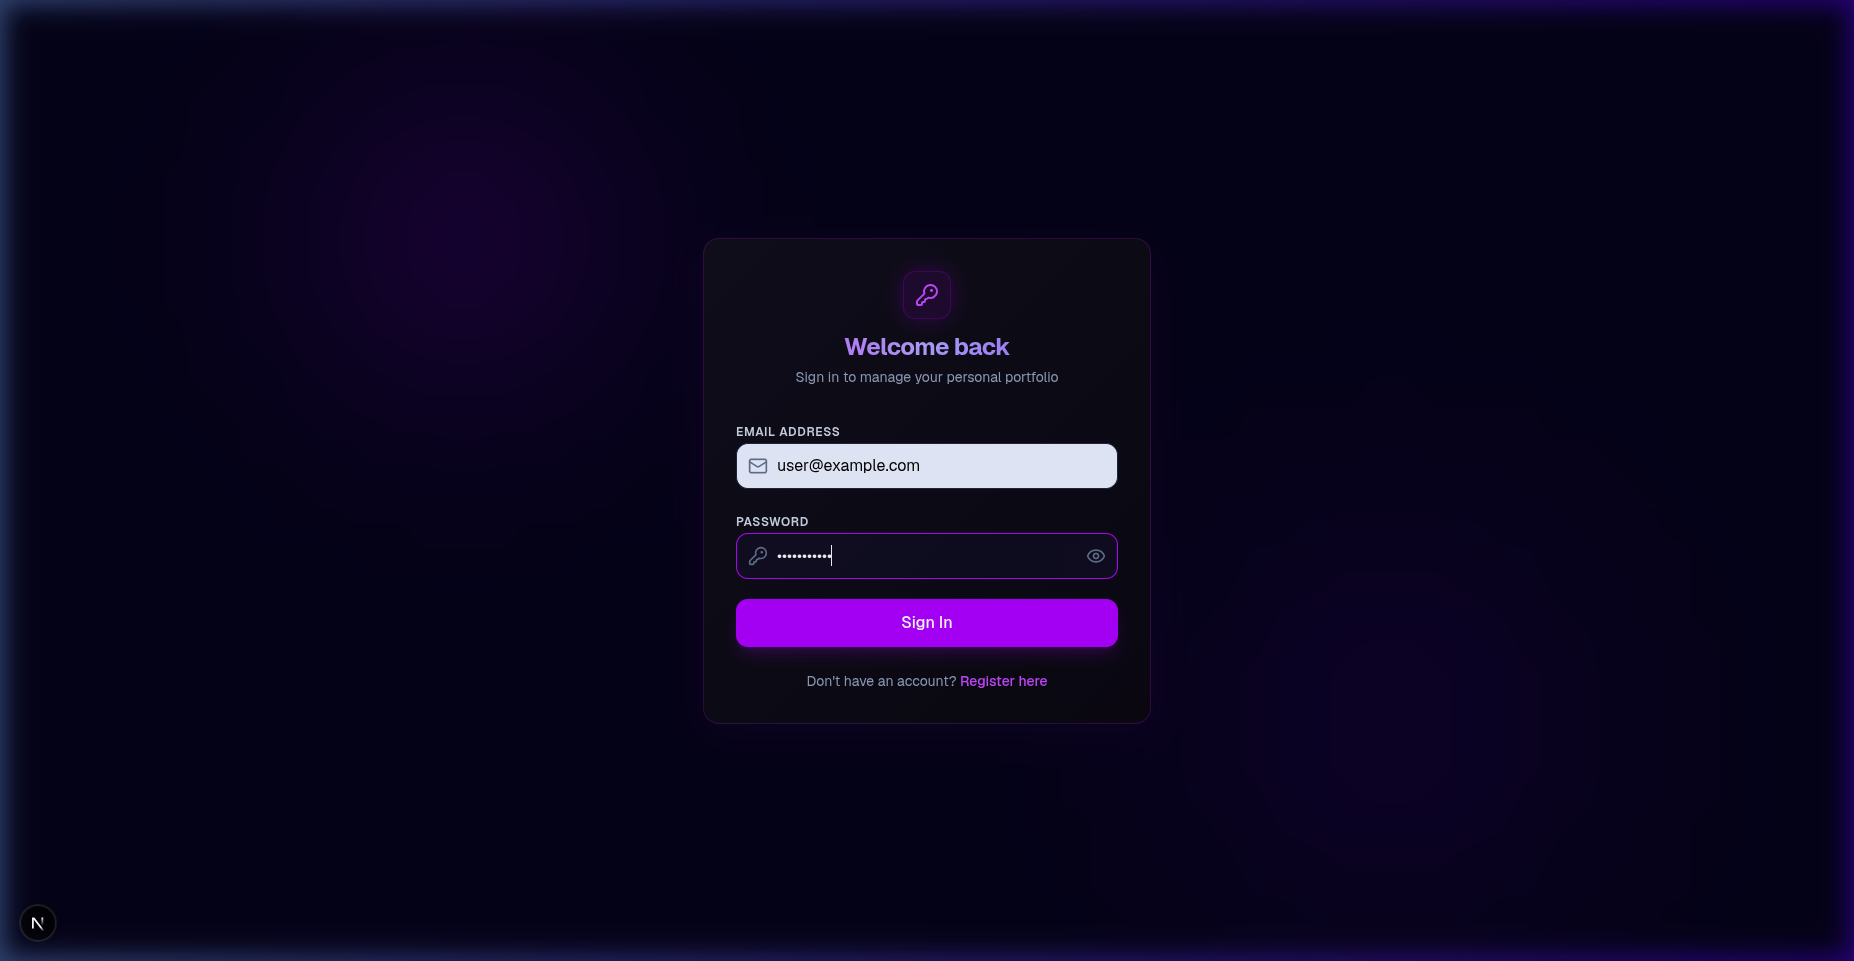 Welcome back
Sign in to manage your personal portfolio
EMAIL ADDRESS
user@example.com
PASSWORD
•••••••••••
Sign In
Don't have an account? Register here
N